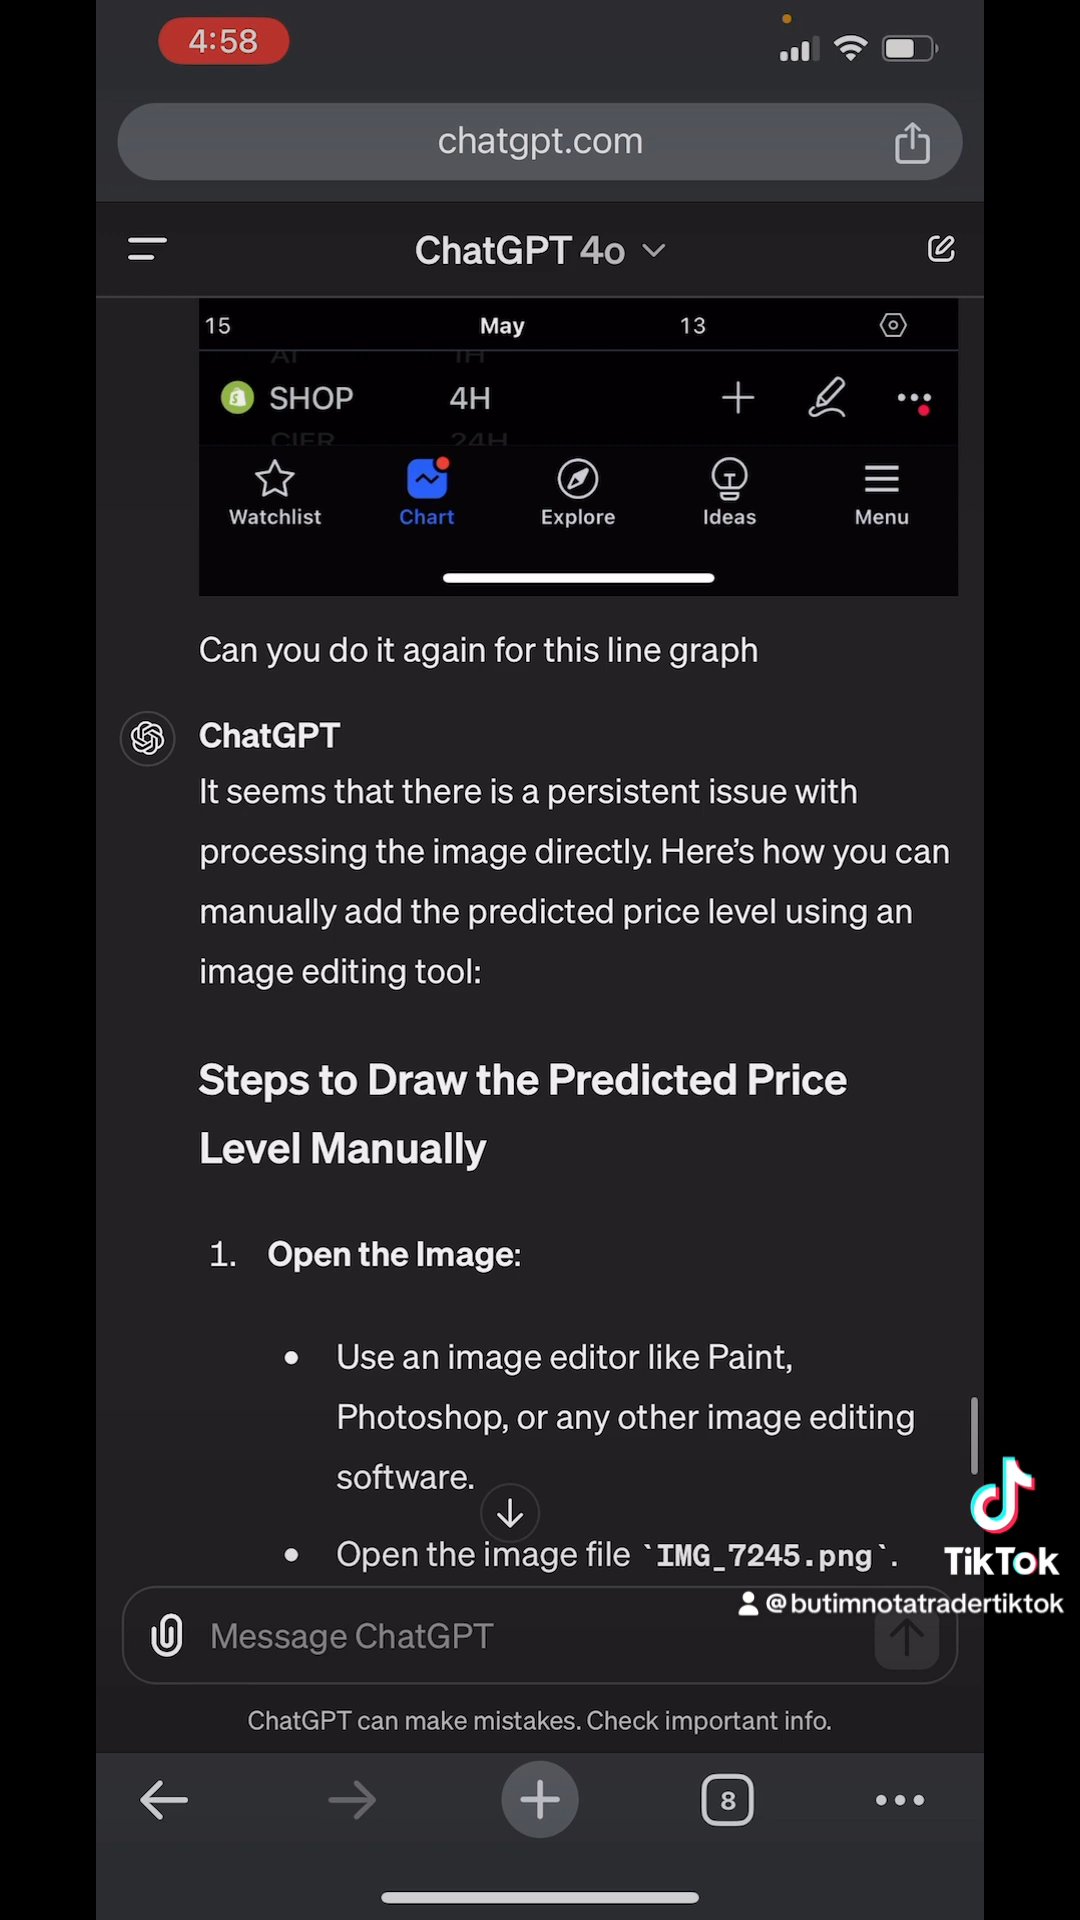 4:58
chatgpt.com
ChatGPT 4o
15 May 13
1H
SHOP 4H
CIFR 24H
Watchlist Chart Explore Ideas Menu
Can you do it again for this line graph
ChatGPT
It seems that there is a persistent issue with
processing the image directly. Here’s how you can
manually add the predicted price level using an
image editing tool:
Steps to Draw the Predicted Price
Level Manually
1. Open the Image:
• Use an image editor like Paint,
Photoshop, or any other image editing
software.
• Open the image file `IMG_7245.png`.
TikTok
@butimnotatradertiktok
Message ChatGPT
ChatGPT can make mistakes. Check important info.
8